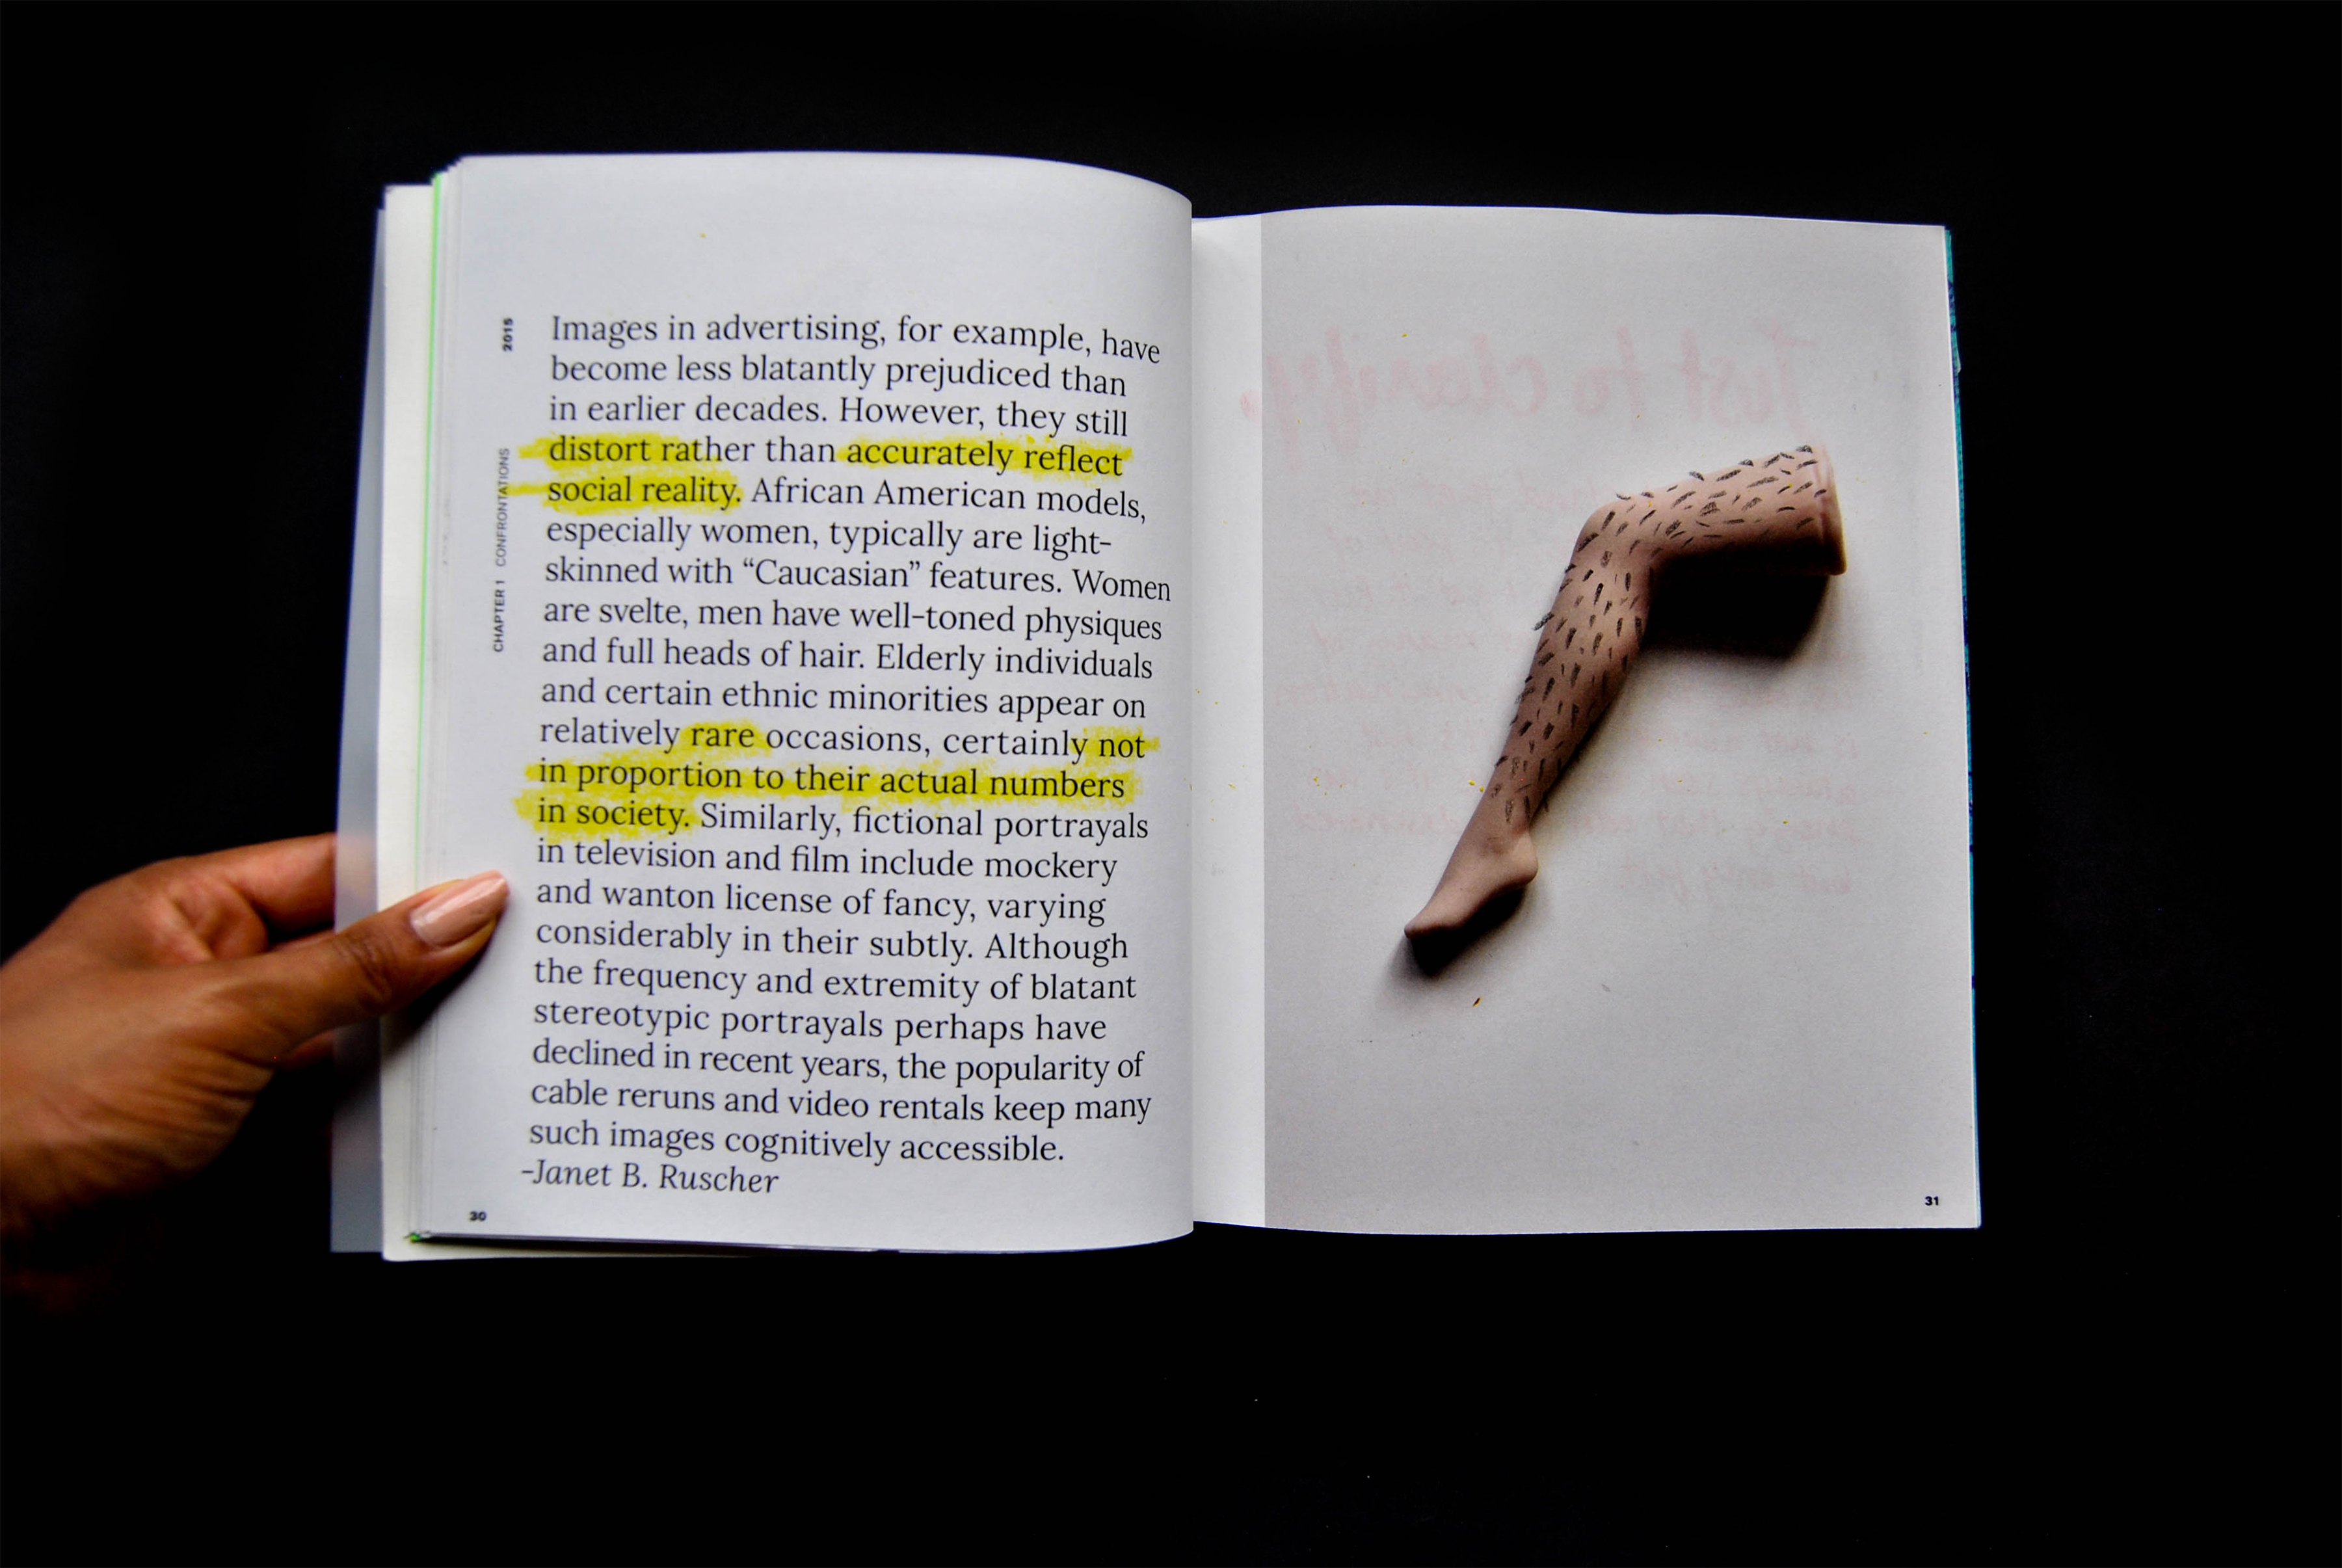 2015
CHAPTER 1 CONFRONTATIONS
Images in advertising, for example, have
become less blatantly prejudiced than
in earlier decades. However, they still
distort rather than accurately reflect
social reality. African American models,
especially women, typically are light-
skinned with “Caucasian” features. Women
are svelte, men have well-toned physiques
and full heads of hair. Elderly individuals
and certain ethnic minorities appear on
relatively rare occasions, certainly not
in proportion to their actual numbers
in society. Similarly, fictional portrayals
in television and film include mockery
and wanton license of fancy, varying
considerably in their subtly. Although
the frequency and extremity of blatant
stereotypic portrayals perhaps have
declined in recent years, the popularity of
cable reruns and video rentals keep many
such images cognitively accessible.
–Janet B. Ruscher
30
Just to clarify,
31